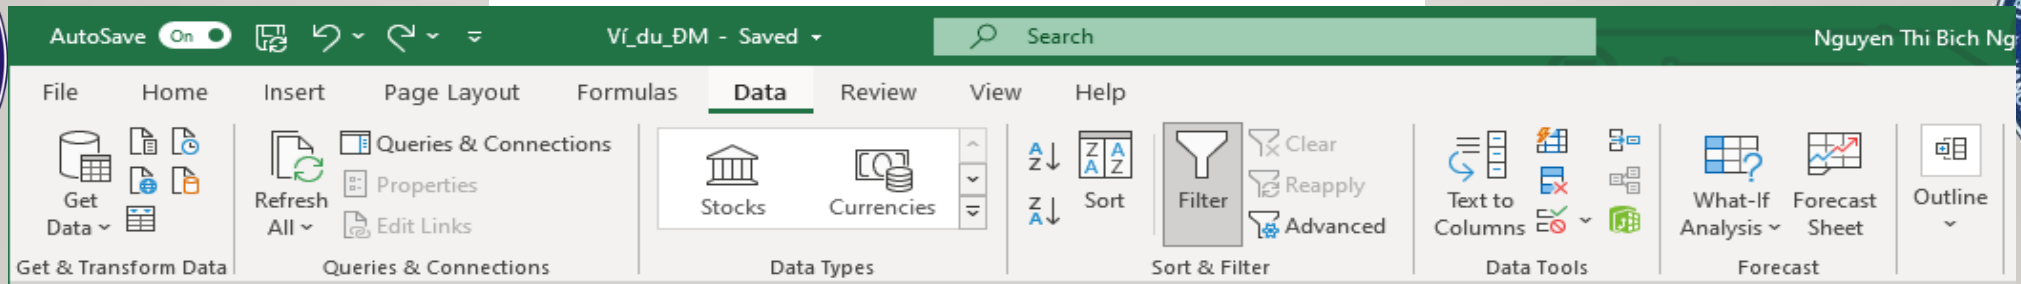 AutoSave On Ví_du_ĐM - Saved Search Nguyen Thi Bich Ng
File Home Insert Page Layout Formulas Data Review View Help
Get Data
Refresh All
Queries & Connections
Properties
Edit Links
Stocks Currencies
Sort
Filter
Clear
Reapply
Advanced
Text to Columns
What-If Analysis
Forecast Sheet
Outline
Get & Transform Data Queries & Connections Data Types Sort & Filter Data Tools Forecast